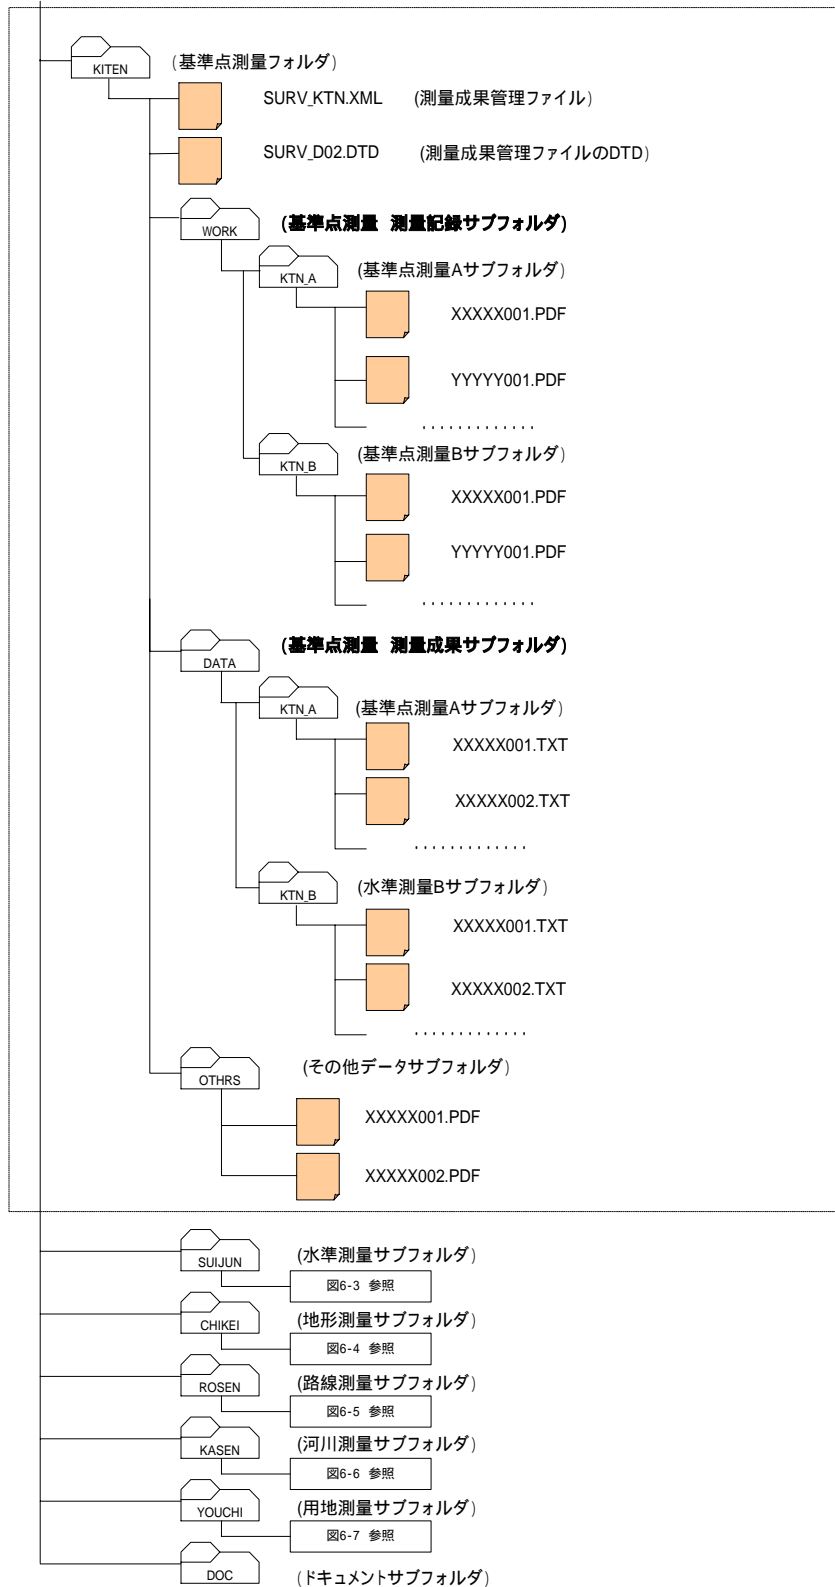 KITEN (基準点測量フォルダ)
SURV_KTN.XML (測量成果管理ファイル)
SURV_D02.DTD (測量成果管理ファイルのDTD)
WORK (基準点測量 測量記録サブフォルダ)
KTN_A (基準点測量Aサブフォルダ)
XXXXX001.PDF
YYYYY001.PDF
.............
KTN_B (基準点測量Bサブフォルダ)
XXXXX001.PDF
YYYYY001.PDF
.............
DATA (基準点測量 測量成果サブフォルダ)
KTN_A (基準点測量Aサブフォルダ)
XXXXX001.TXT
XXXXX002.TXT
.............
KTN_B (水準測量Bサブフォルダ)
XXXXX001.TXT
XXXXX002.TXT
.............
OTHRS (その他データサブフォルダ)
XXXXX001.PDF
XXXXX002.PDF
SUIJUN (水準測量サブフォルダ)
図6-3 参照
CHIKEI (地形測量サブフォルダ)
図6-4 参照
ROSEN (路線測量サブフォルダ)
図6-5 参照
KASEN (河川測量サブフォルダ)
図6-6 参照
YOUCHI (用地測量サブフォルダ)
図6-7 参照
DOC (ドキュメントサブフォルダ)